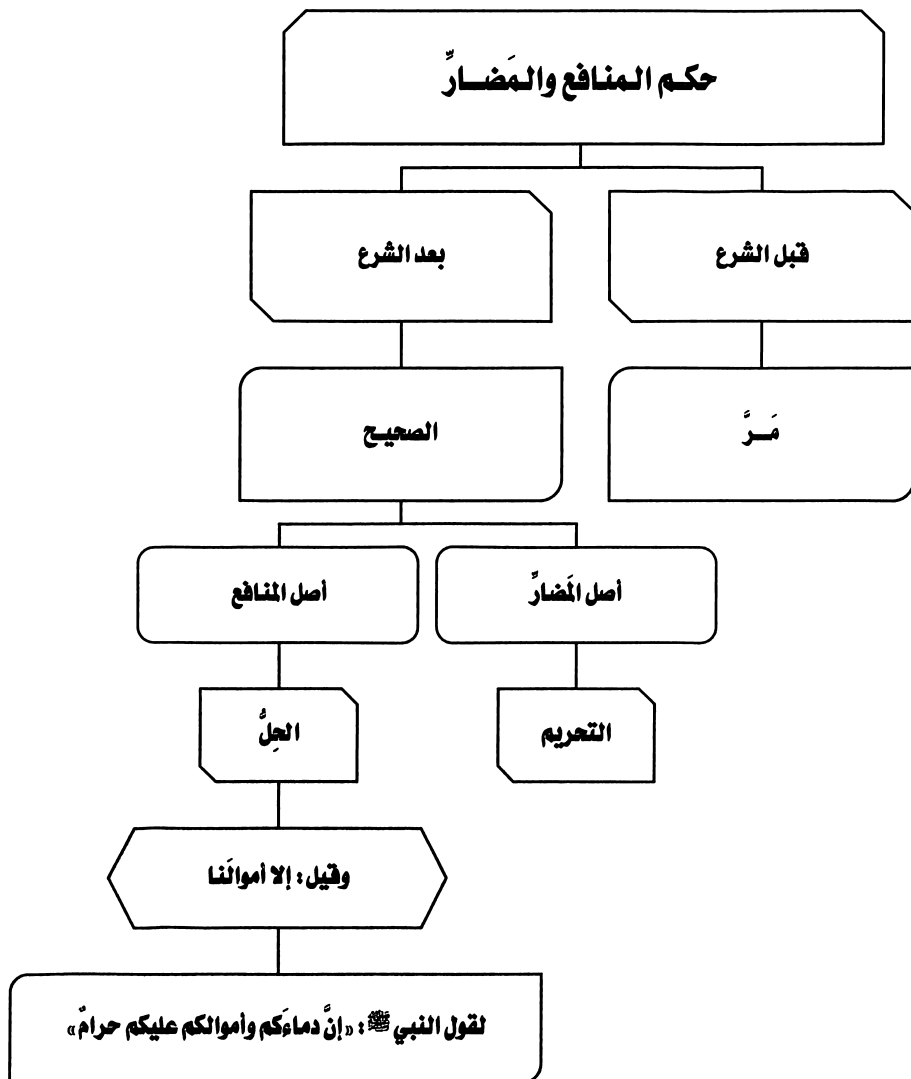 حكم المنافع والمَضارِّ
قبل الشرع
بعد الشرع
مَرَّ
الصحيح
أصل المَضارِّ
أصل المنافع
التحريم
الحِلُّ
وقيل: إلا أموالَنا
لقول النبي ﷺ: «إنَّ دماءَكم وأموالكم عليكم حرامٌ»